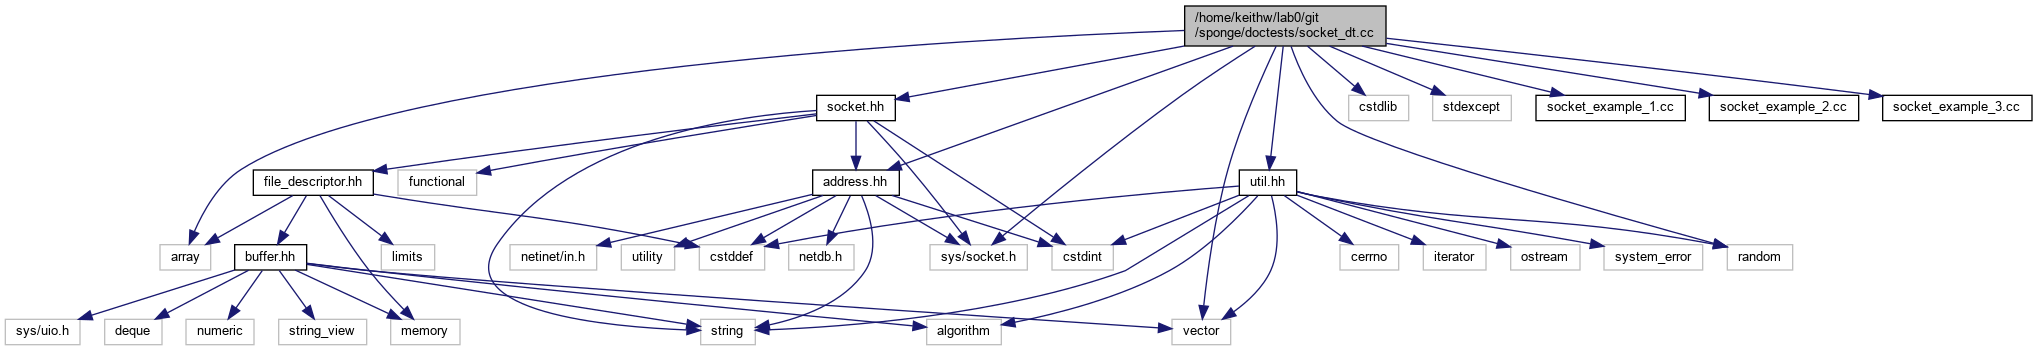 /home/keithw/lab0/git
/sponge/doctests/socket_dt.cc
socket.hh
cstdlib
stdexcept
socket_example_1.cc
socket_example_2.cc
socket_example_3.cc
file_descriptor.hh
functional
address.hh
util.hh
array
buffer.hh
limits
netinet/in.h
utility
cstddef
netdb.h
sys/socket.h
cstdint
cerrno
iterator
ostream
system_error
random
sys/uio.h
deque
numeric
string_view
memory
string
algorithm
vector